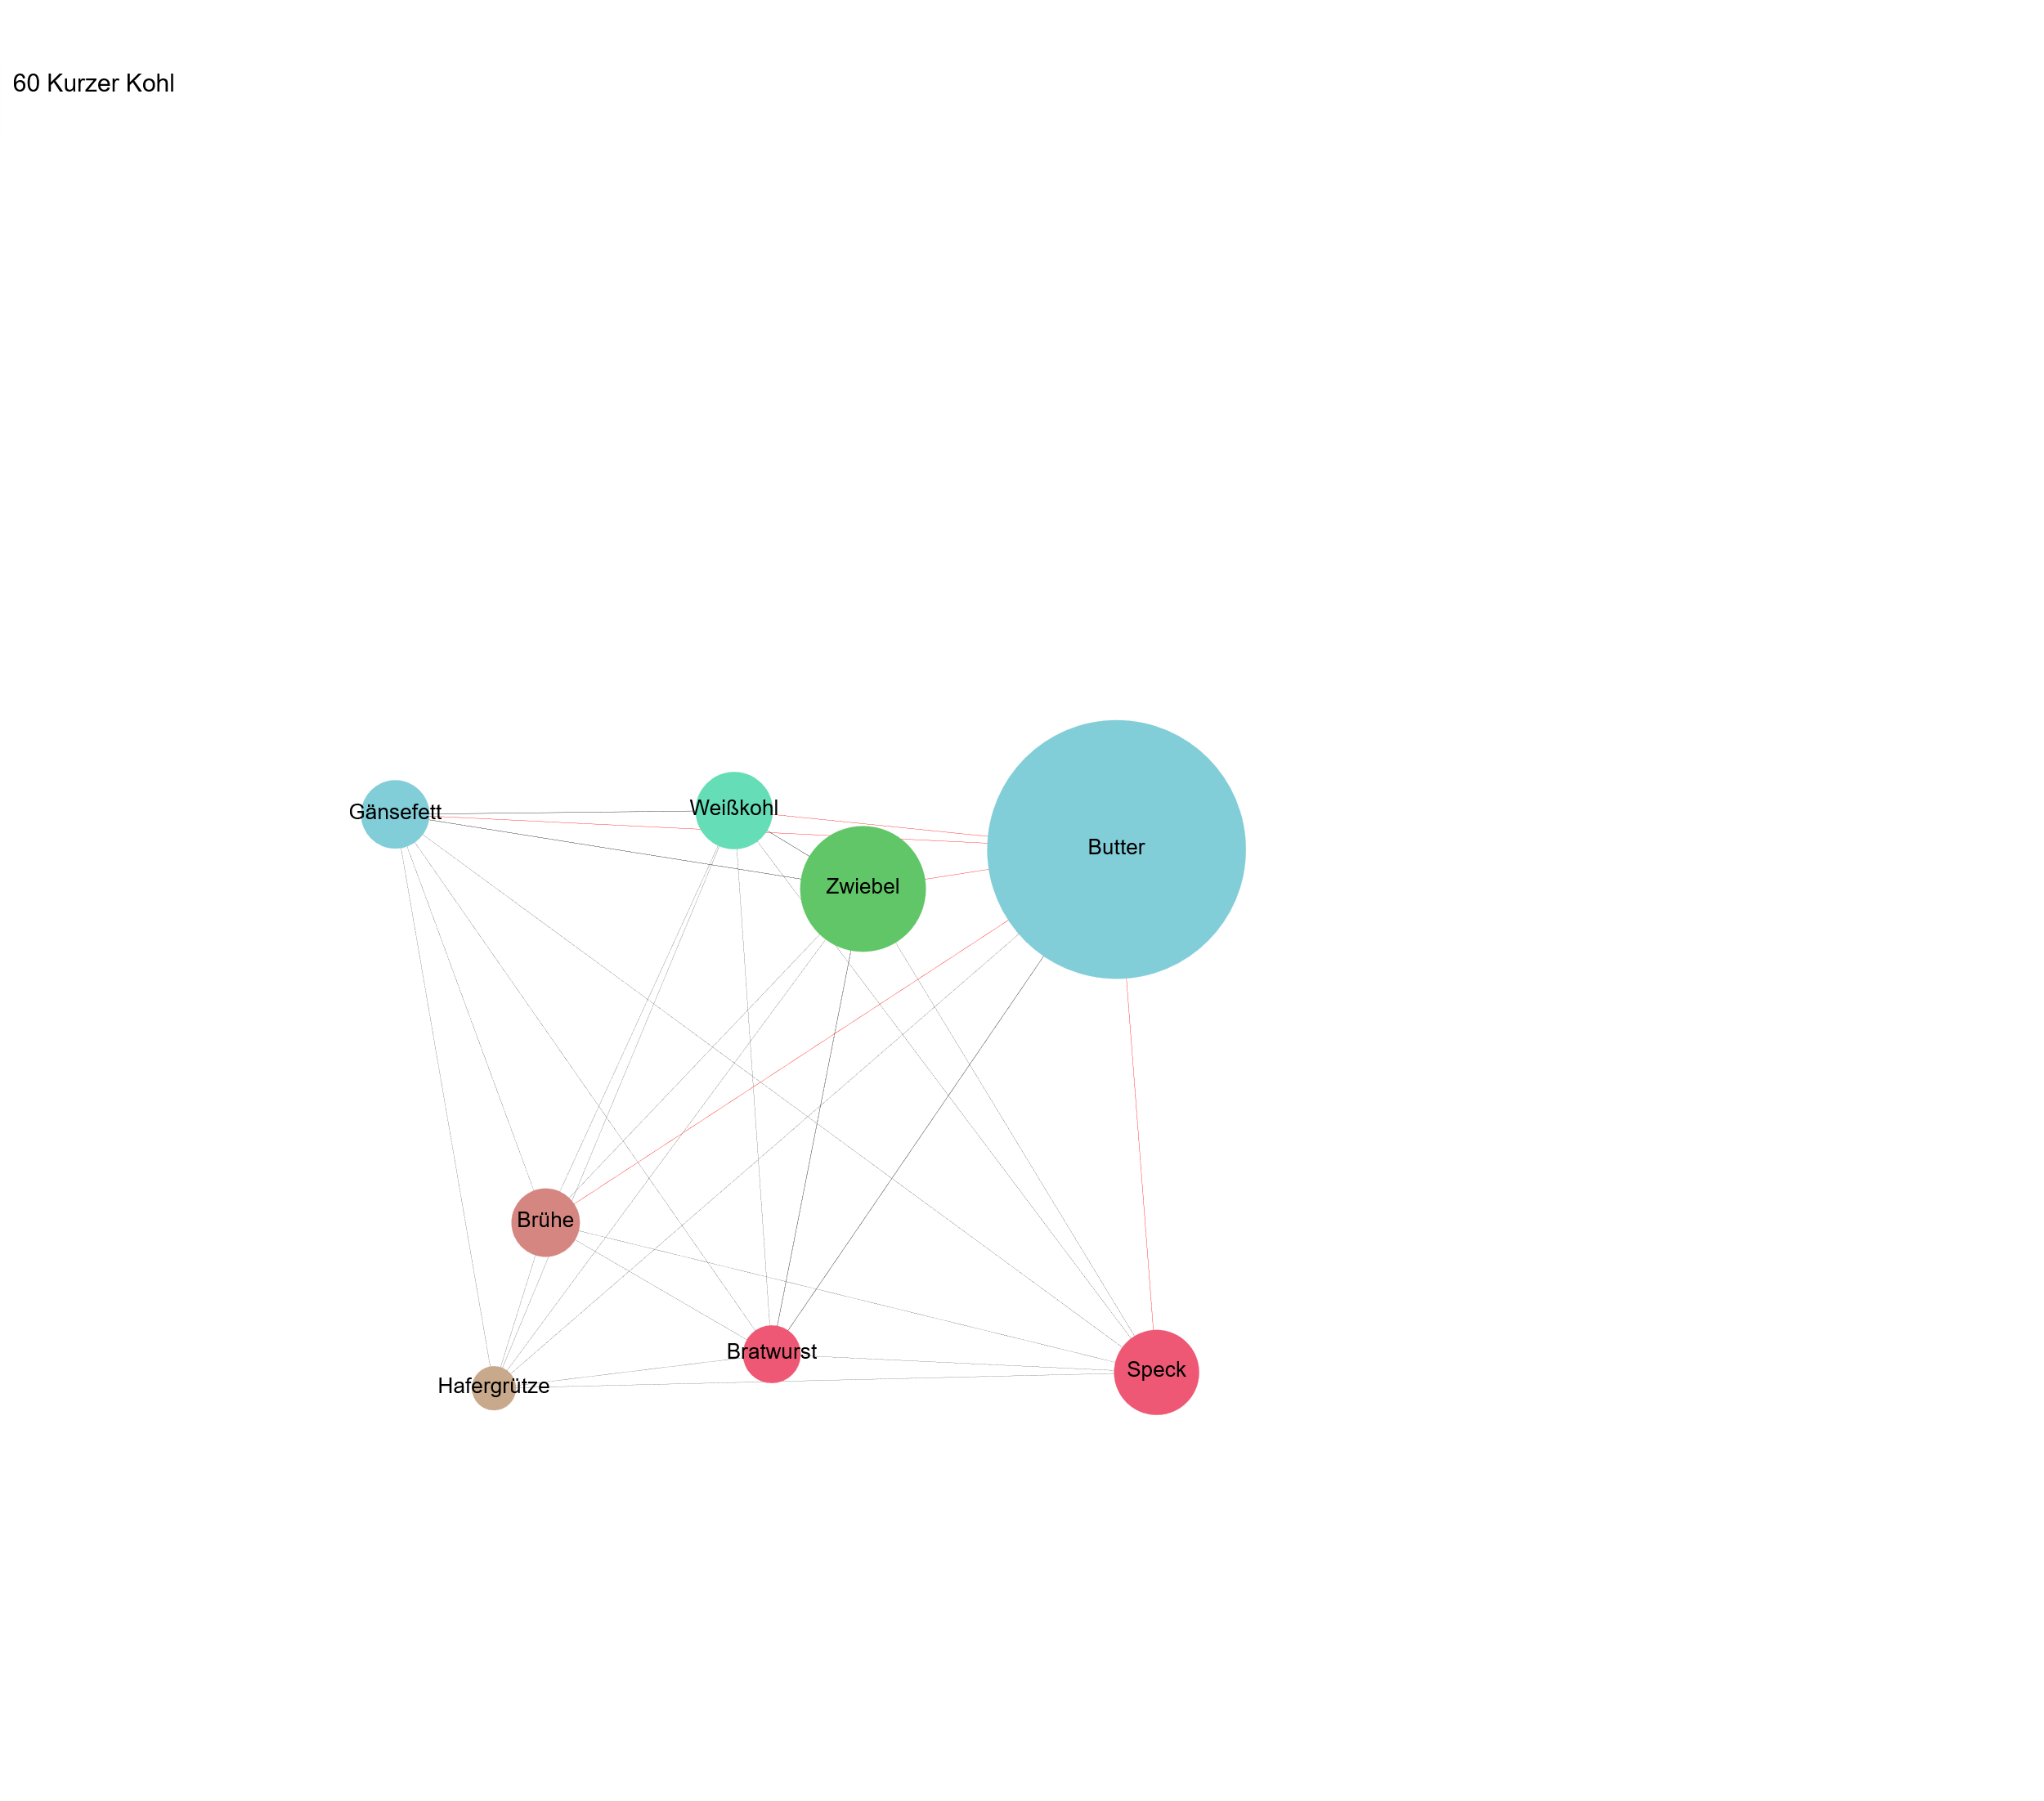 60 Kurzer Kohl
Gänsefett
Weißkohl
Butter
Zwiebel
Brühe
Bratwurst
Speck
Hafergrütze